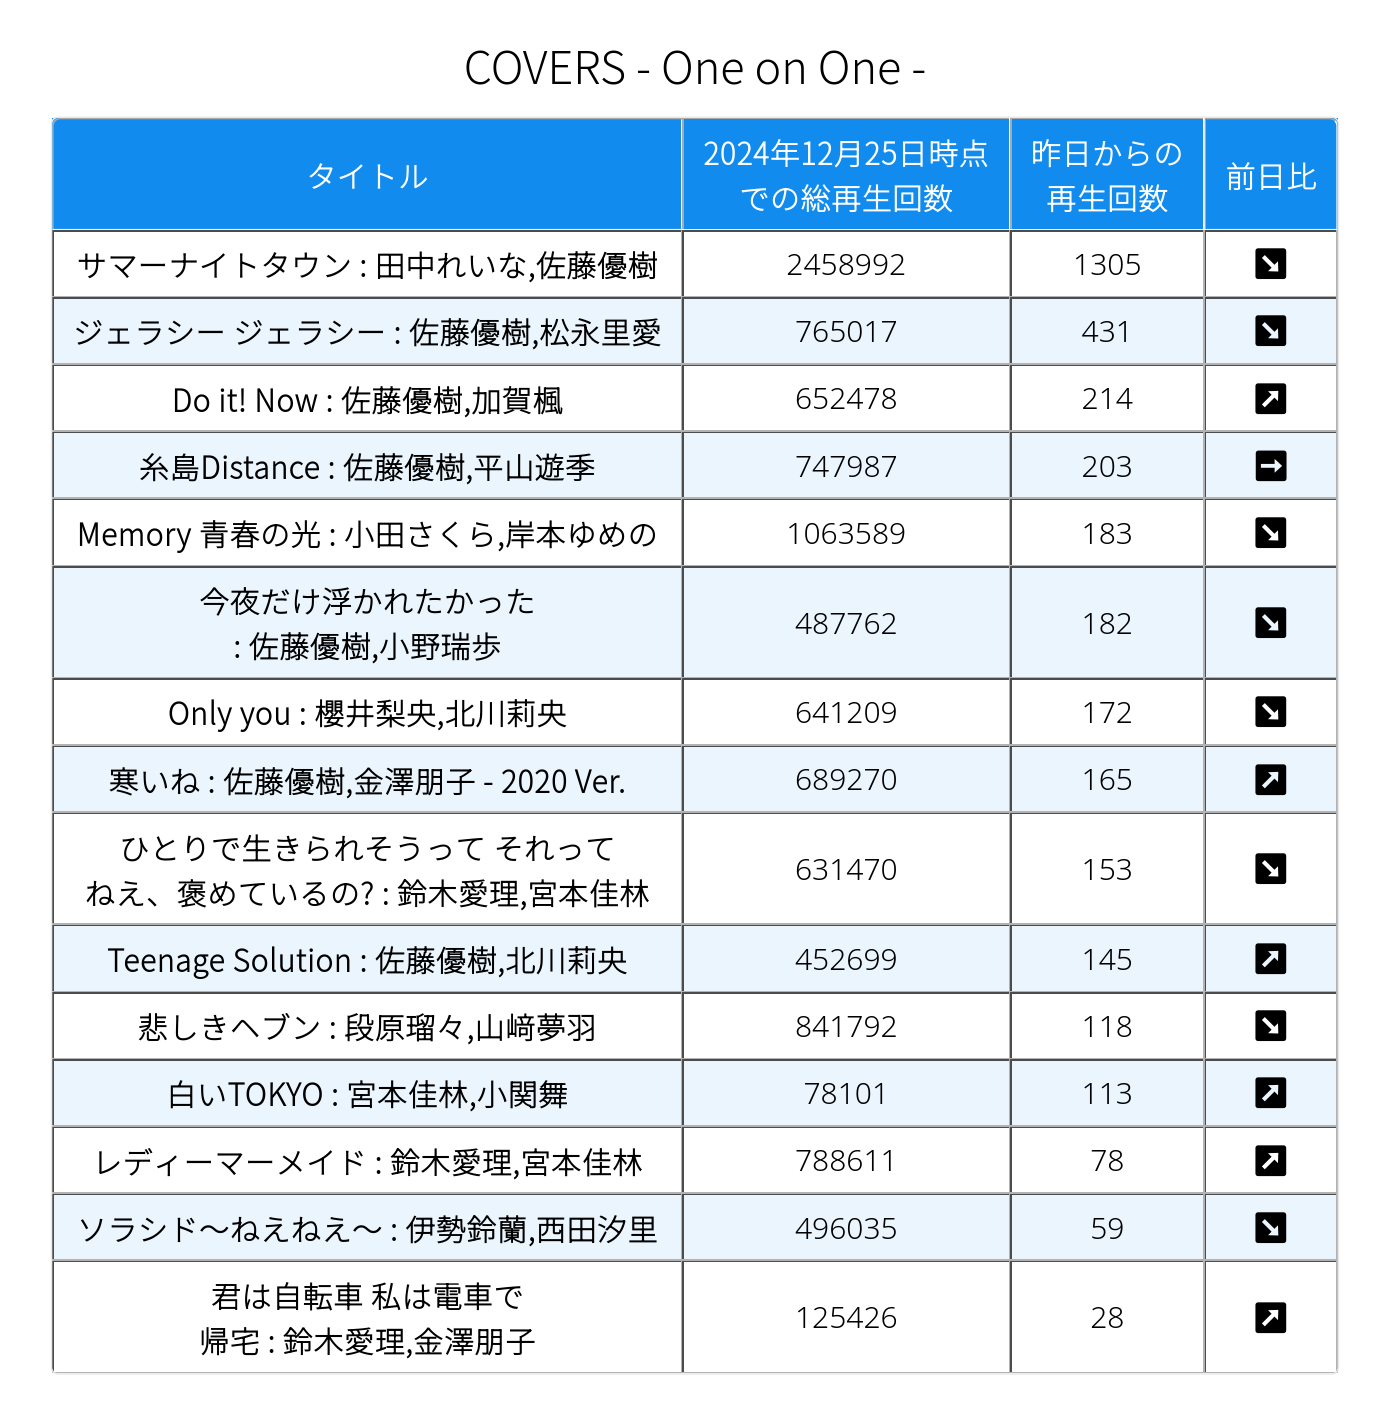 COVERS - One on One -
タイトル
2024年12月25日時点
での総再生回数
昨日からの
再生回数
前日比
サマーナイトタウン : 田中れいな,佐藤優樹 2458992 1305 ↘
ジェラシー ジェラシー : 佐藤優樹,松永里愛 765017 431 ↘
Do it! Now : 佐藤優樹,加賀楓 652478 214 ↗
糸島Distance : 佐藤優樹,平山遊季 747987 203 →
Memory 青春の光 : 小田さくら,岸本ゆめの 1063589 183 ↘
今夜だけ浮かれたかった
: 佐藤優樹,小野瑞歩
487762 182 ↘
Only you : 櫻井梨央,北川莉央 641209 172 ↘
寒いね : 佐藤優樹,金澤朋子 - 2020 Ver. 689270 165 ↗
ひとりで生きられそうって それって
ねえ、褒めているの? : 鈴木愛理,宮本佳林
631470 153 ↘
Teenage Solution : 佐藤優樹,北川莉央 452699 145 ↗
悲しきヘブン : 段原瑠々,山﨑夢羽 841792 118 ↘
白いTOKYO : 宮本佳林,小関舞 78101 113 ↗
レディーマーメイド : 鈴木愛理,宮本佳林 788611 78 ↗
ソラシド〜ねえねえ〜 : 伊勢鈴蘭,西田汐里 496035 59 ↘
君は自転車 私は電車で
帰宅 : 鈴木愛理,金澤朋子
125426 28 ↗